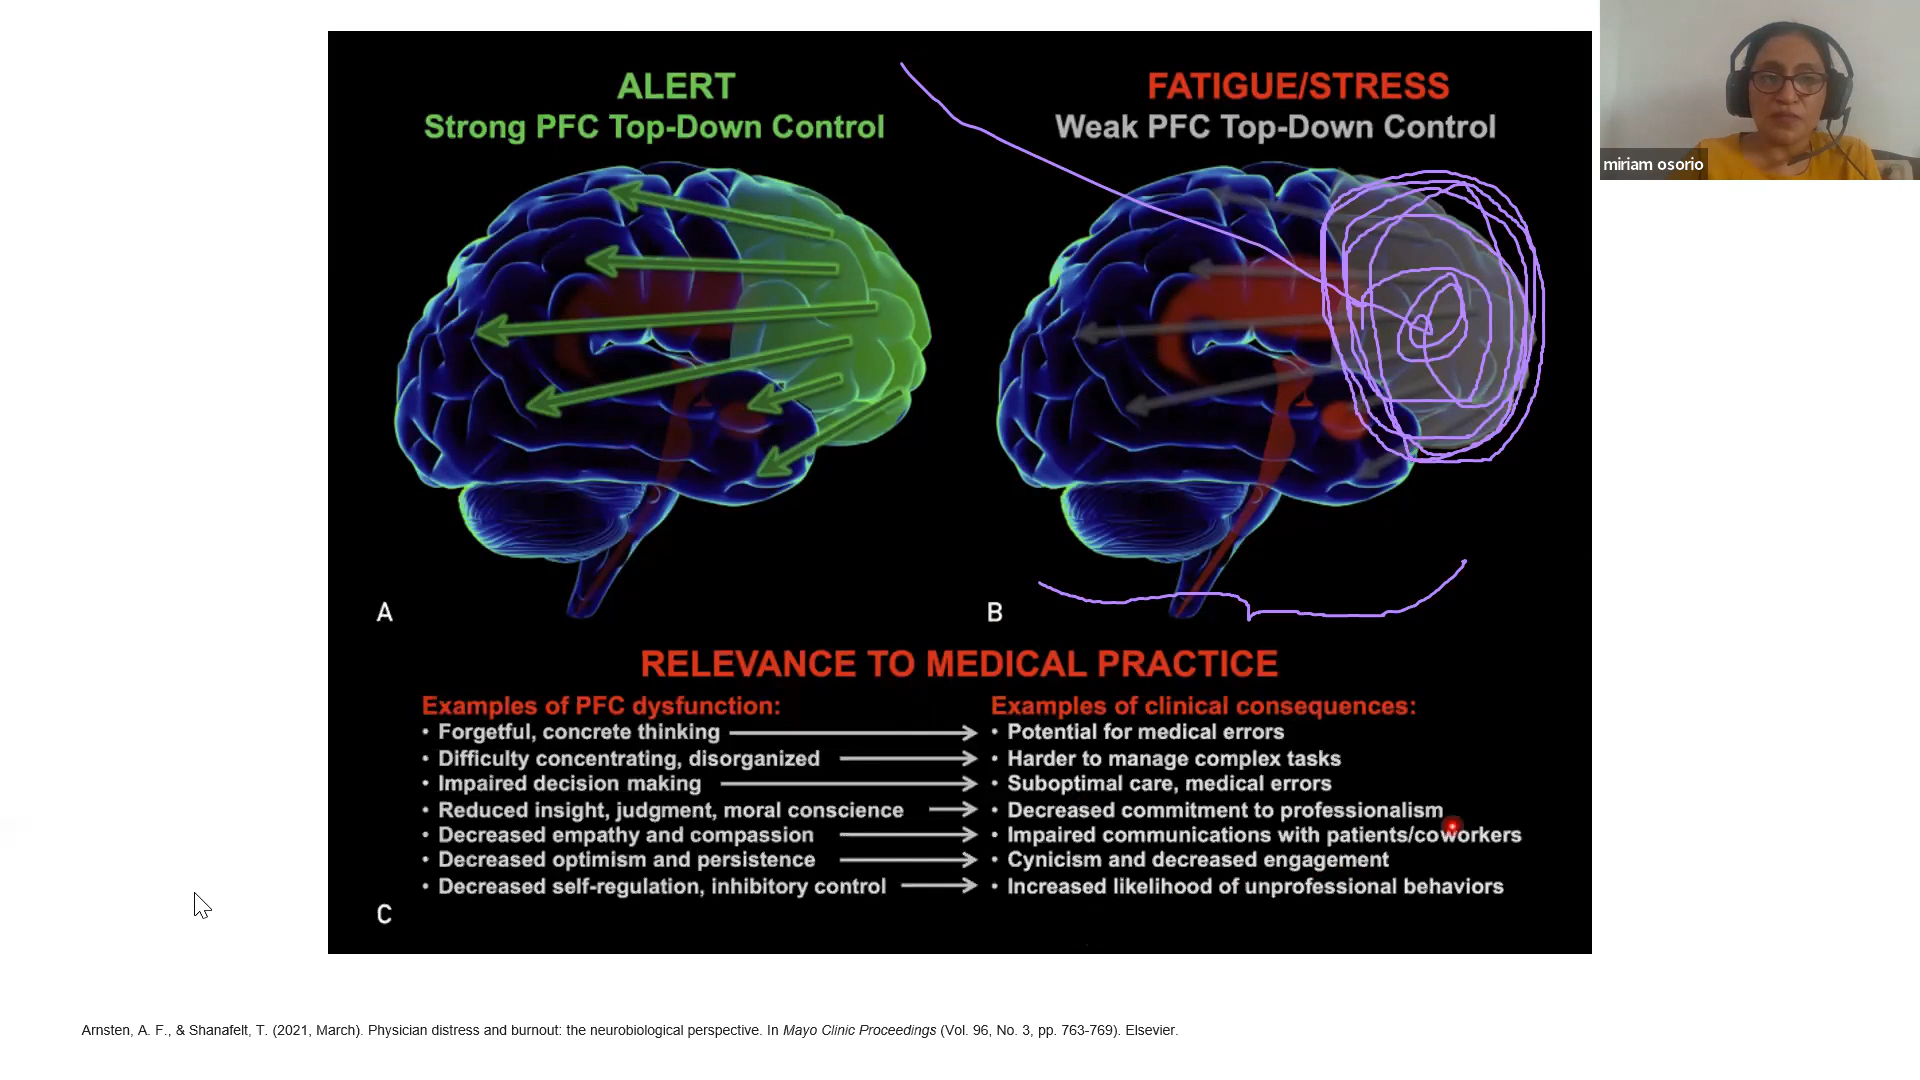 ALERT
Strong PFC Top-Down Control
FATIGUE/STRESS
Weak PFC Top-Down Control
miriam osorio
A
B
RELEVANCE TO MEDICAL PRACTICE
Examples of PFC dysfunction:
• Forgetful, concrete thinking
• Difficulty concentrating, disorganized
• Impaired decision making
• Reduced insight, judgment, moral conscience
• Decreased empathy and compassion
• Decreased optimism and persistence
• Decreased self-regulation, inhibitory control
Examples of clinical consequences:
• Potential for medical errors
• Harder to manage complex tasks
• Suboptimal care, medical errors
• Decreased commitment to professionalism
• Impaired communications with patients/coworkers
• Cynicism and decreased engagement
• Increased likelihood of unprofessional behaviors
C
Arnsten, A. F., & Shanafelt, T. (2021, March). Physician distress and burnout: the neurobiological perspective. In Mayo Clinic Proceedings (Vol. 96, No. 3, pp. 763-769). Elsevier.